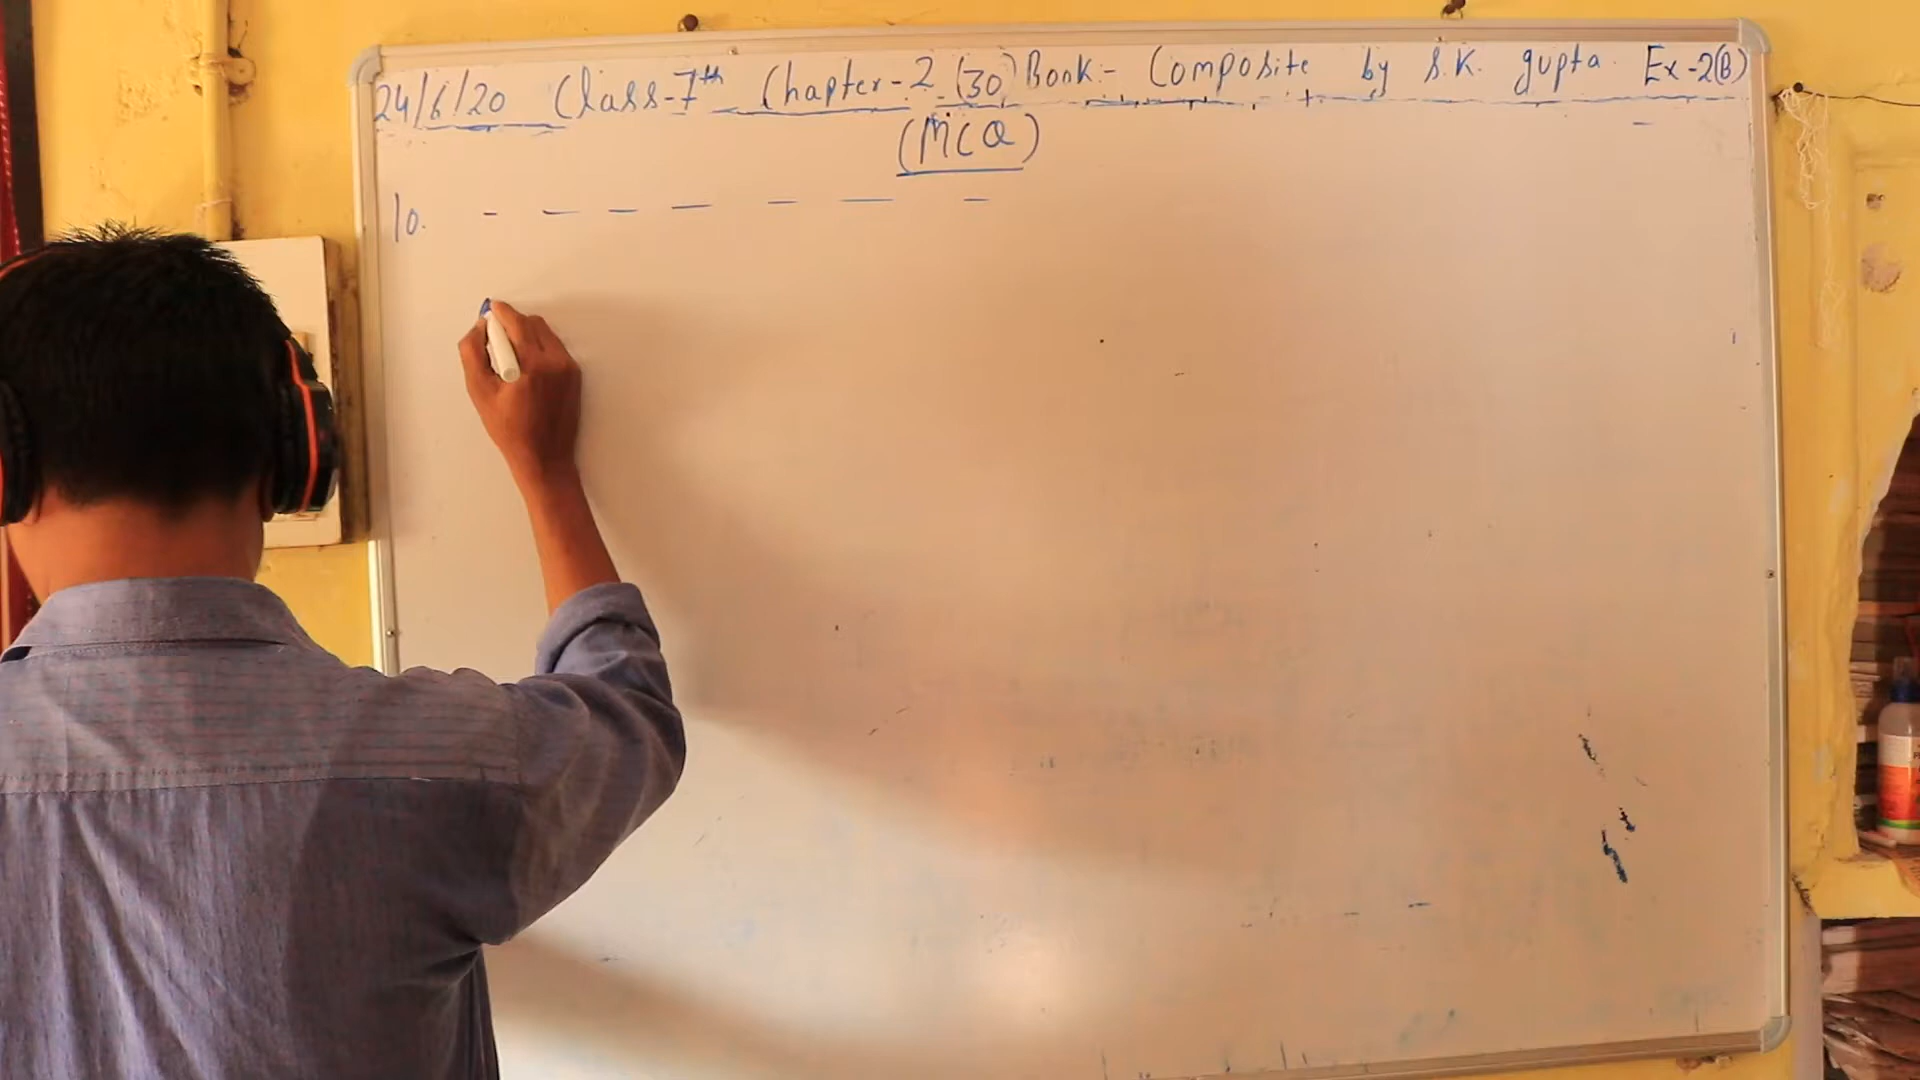 24/6/20 Class-7th Chapter-2 (30) Book:- Composite by S.K. gupta. Ex-2(B)
(MCQ)
10. - - - - - - -